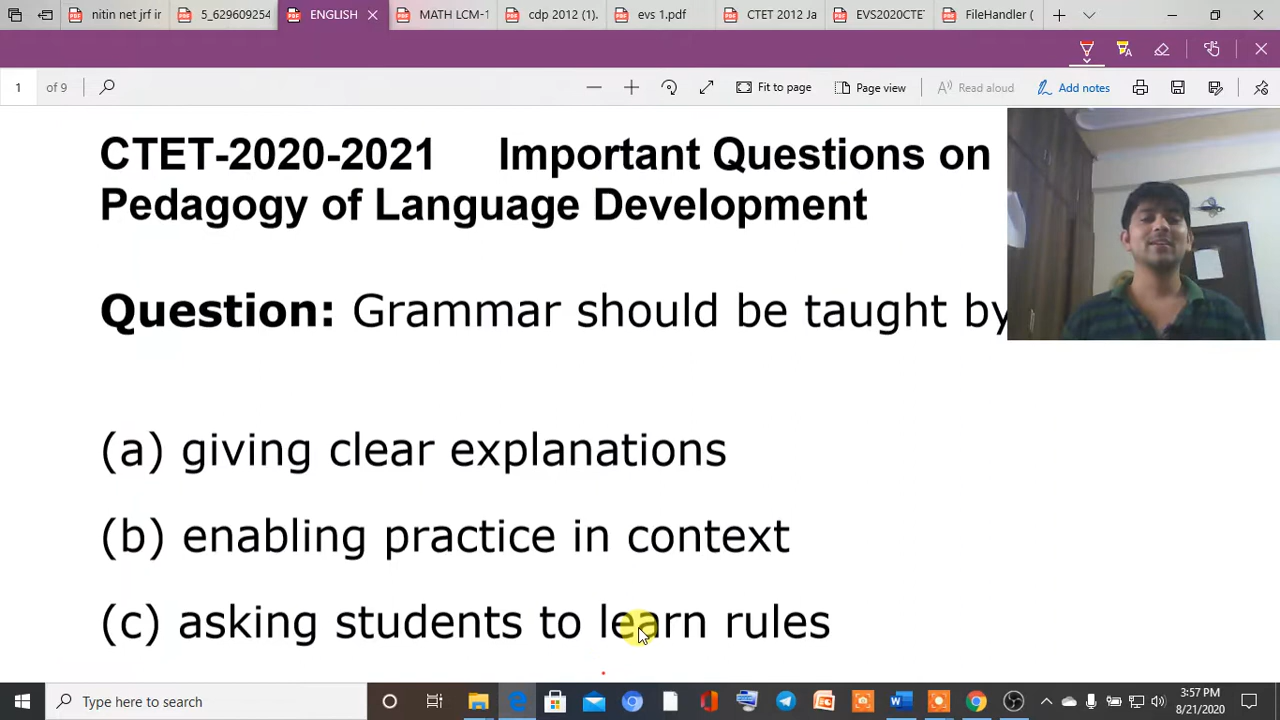 nitin net jrf ir
5_629609254
ENGLISH
MATH LCM-1
cdp 2012 (1).
evs 1.pdf
CTET 2012 Ja
EVS2020CTE
FileHandler (
1 of 9
Fit to page
Page view
Read aloud
Add notes
CTET-2020-2021 Important Questions on
Pedagogy of Language Development
Question: Grammar should be taught by
(a) giving clear explanations
(b) enabling practice in context
(c) asking students to learn rules
Type here to search
3:57 PM
8/21/2020